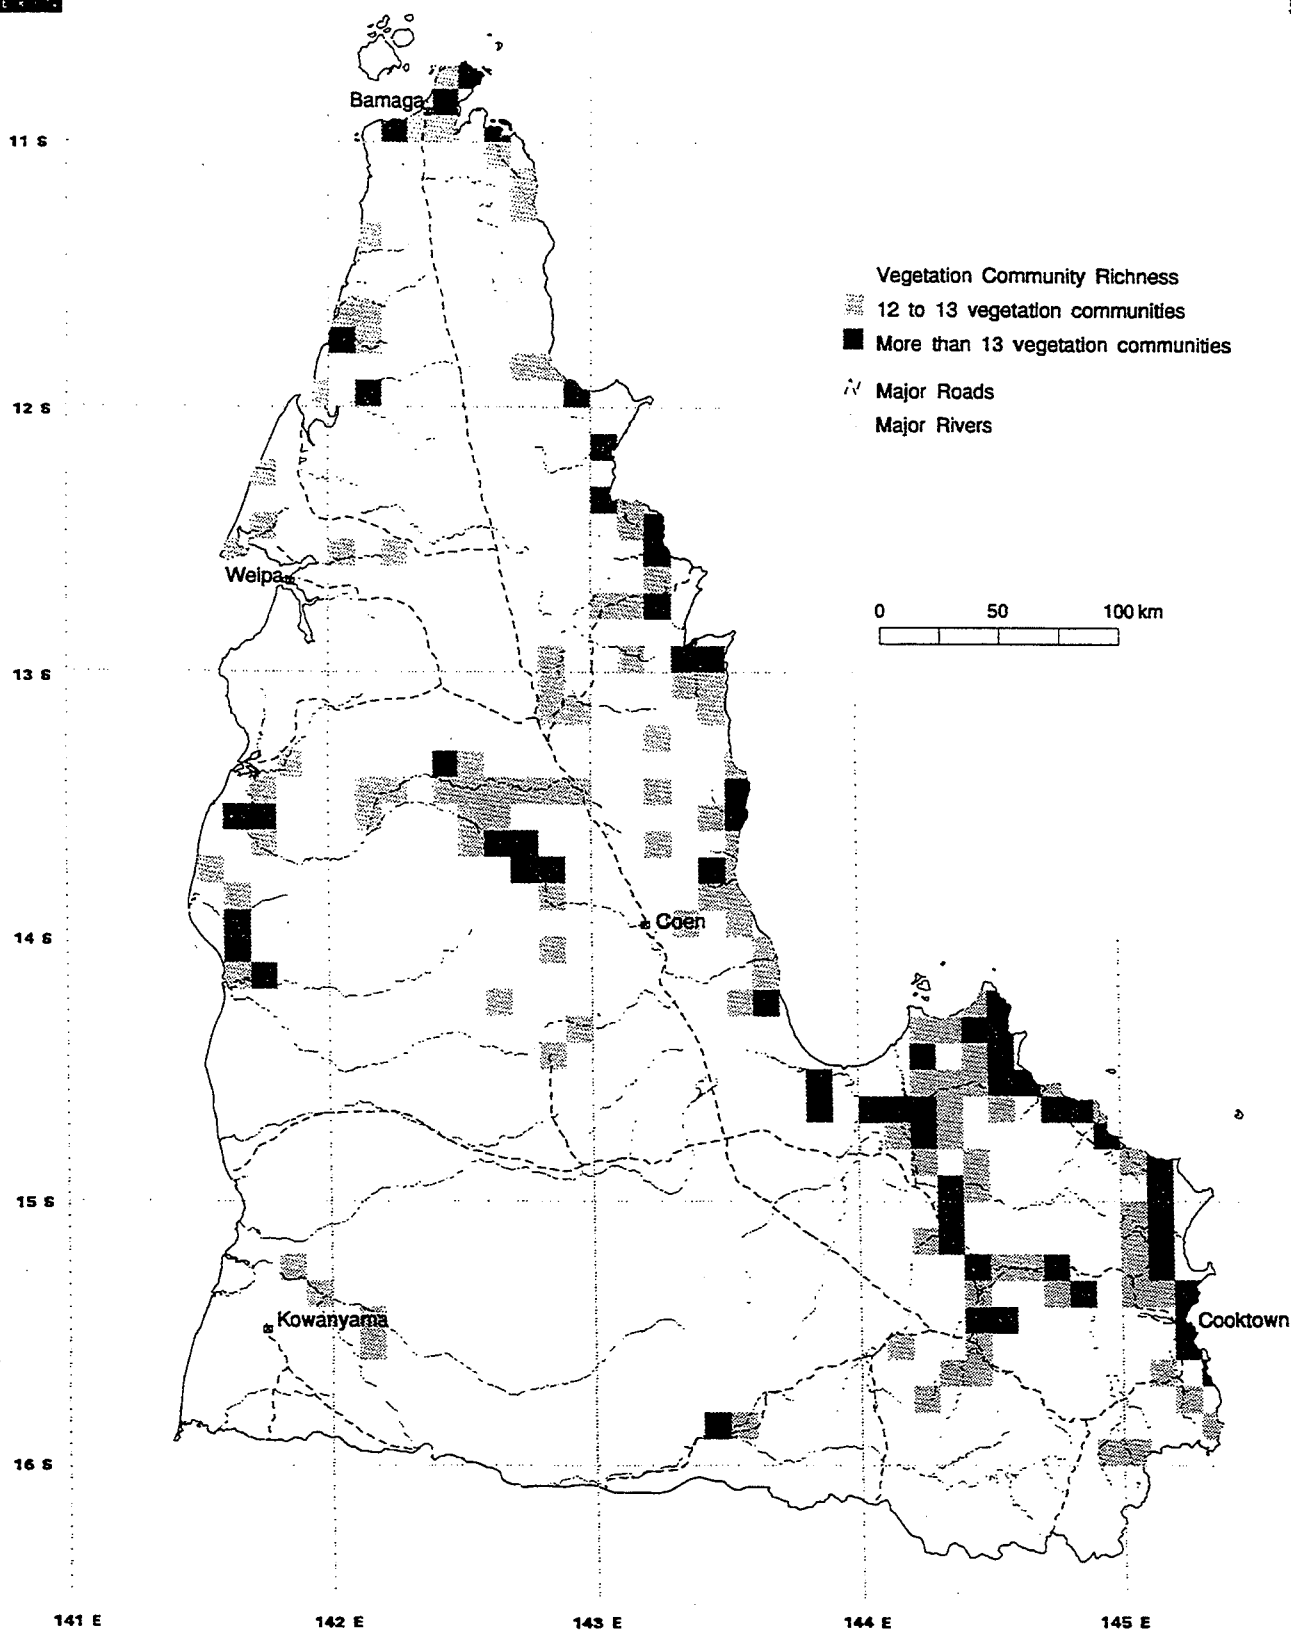 Bamaga
11 S
Vegetation Community Richness
12 to 13 vegetation communities
More than 13 vegetation communities
Major Roads
12 S
Major Rivers
Weipa
0 50 100 km
13 S
Coen
14 S
15 S
Kowanyama
Cooktown
16 S
141 E 142 E 143 E 144 E 145 E